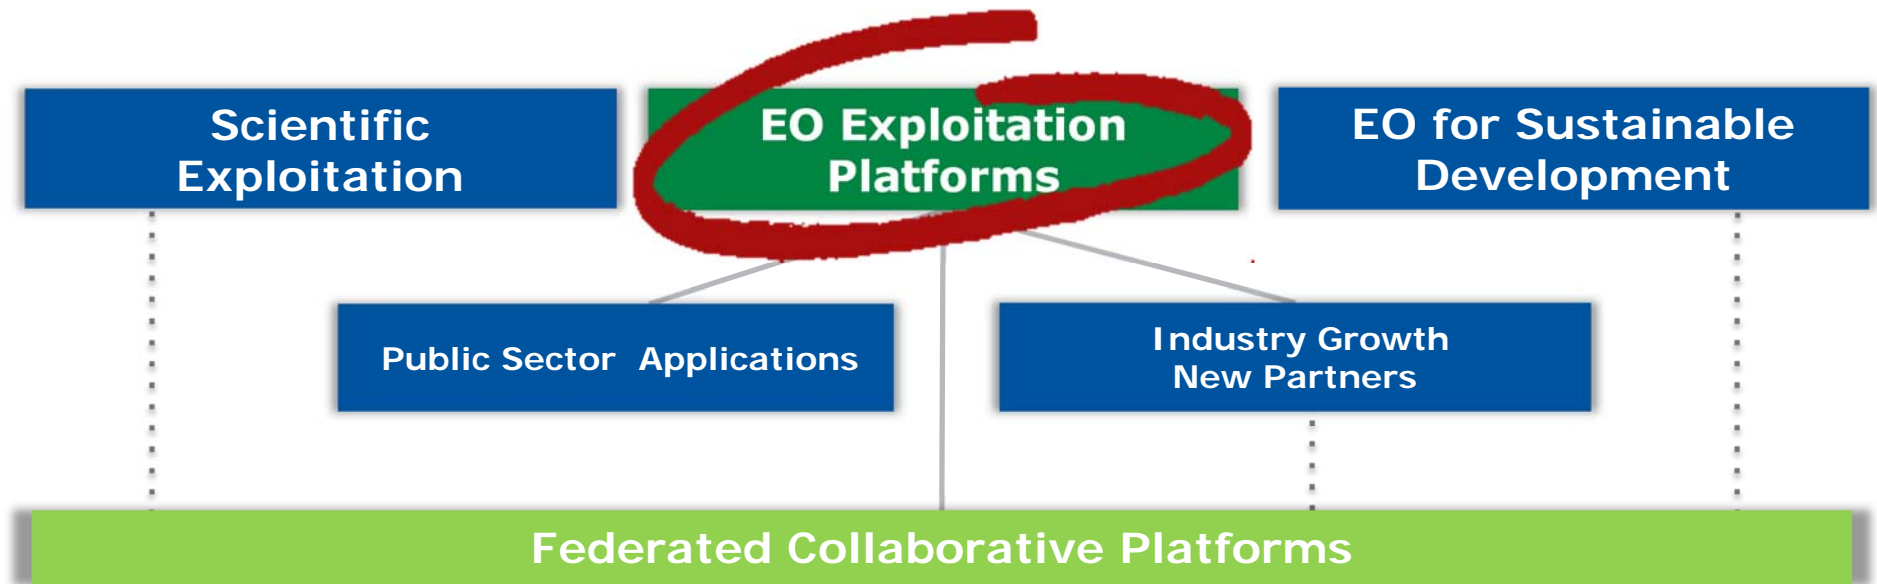 Scientific
Exploitation
EO Exploitation
Platforms
EO for Sustainable
Development
Public Sector Applications
Industry Growth
New Partners
Federated Collaborative Platforms